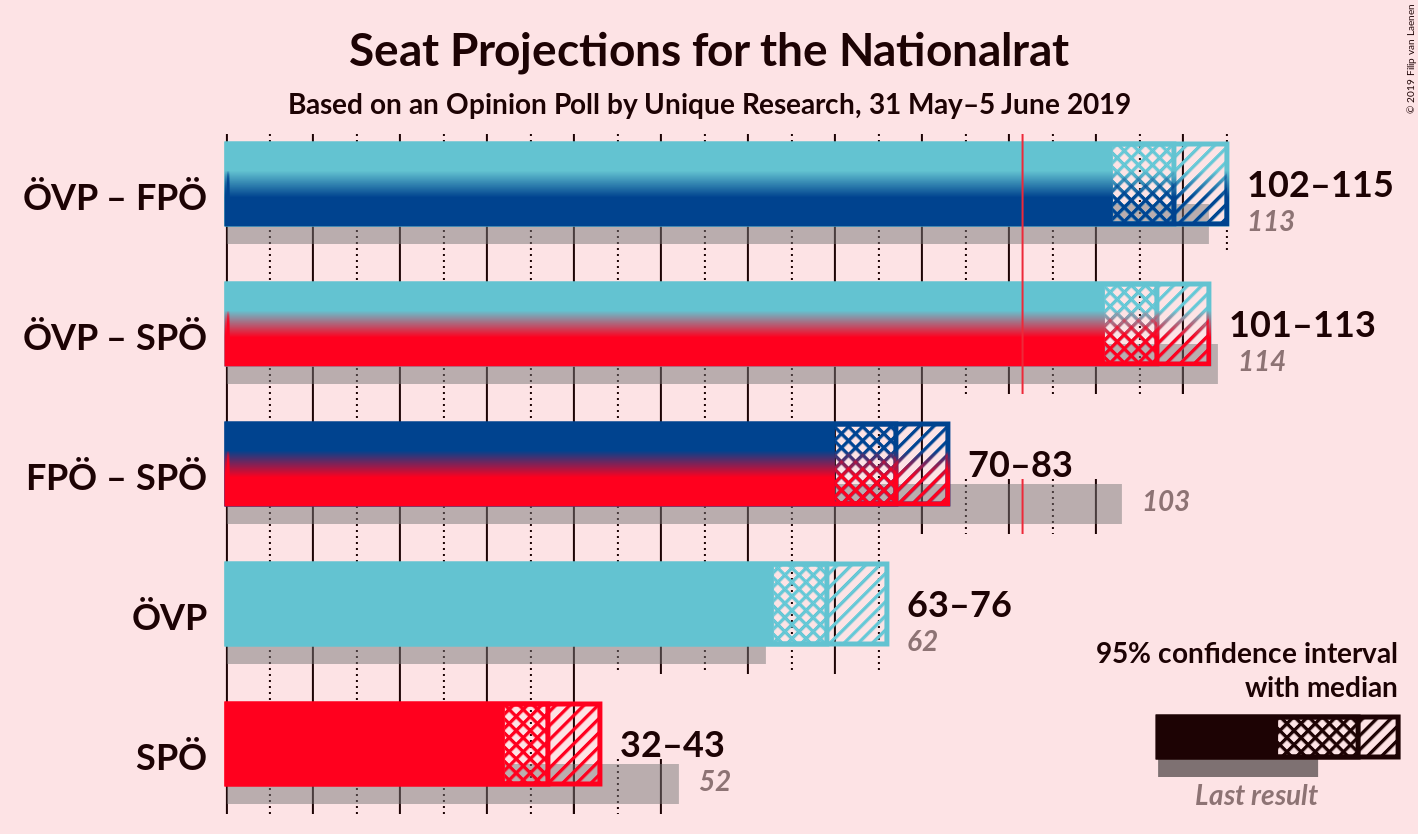 Seat Projections for the Nationalrat
Based on an Opinion Poll by Unique Research, 31 May–5 June 2019
© 2019 Filip van Laenen
ÖVP – FPÖ
102–115
113
ÖVP – SPÖ
101–113
114
FPÖ – SPÖ
70–83
103
ÖVP
63–76
62
SPÖ
32–43
52
95% confidence interval
with median
Last result